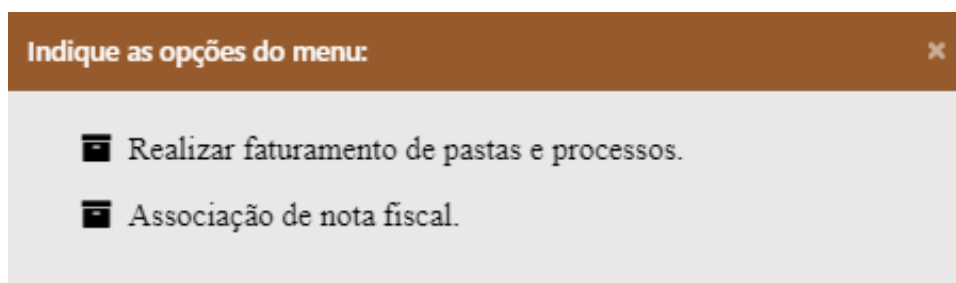 Indique as opções do menu:
Realizar faturamento de pastas e processos.
Associação de nota fiscal.